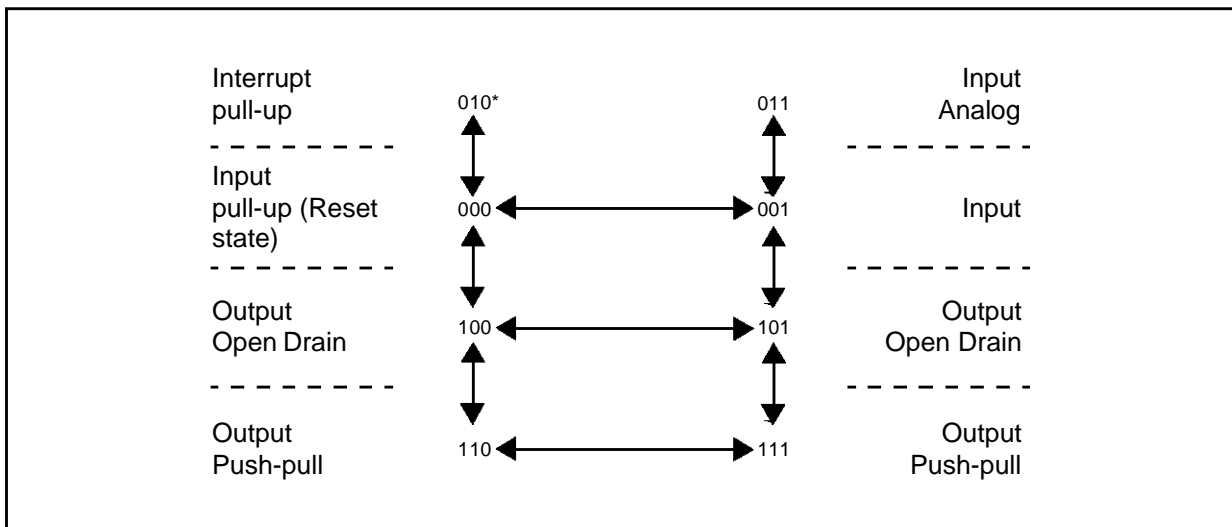 Interrupt
pull-up
010*
011
Input
Analog
Input
pull-up (Reset
state)
000
001
Input
Output
Open Drain
100
101
Output
Open Drain
Output
Push-pull
110
111
Output
Push-pull